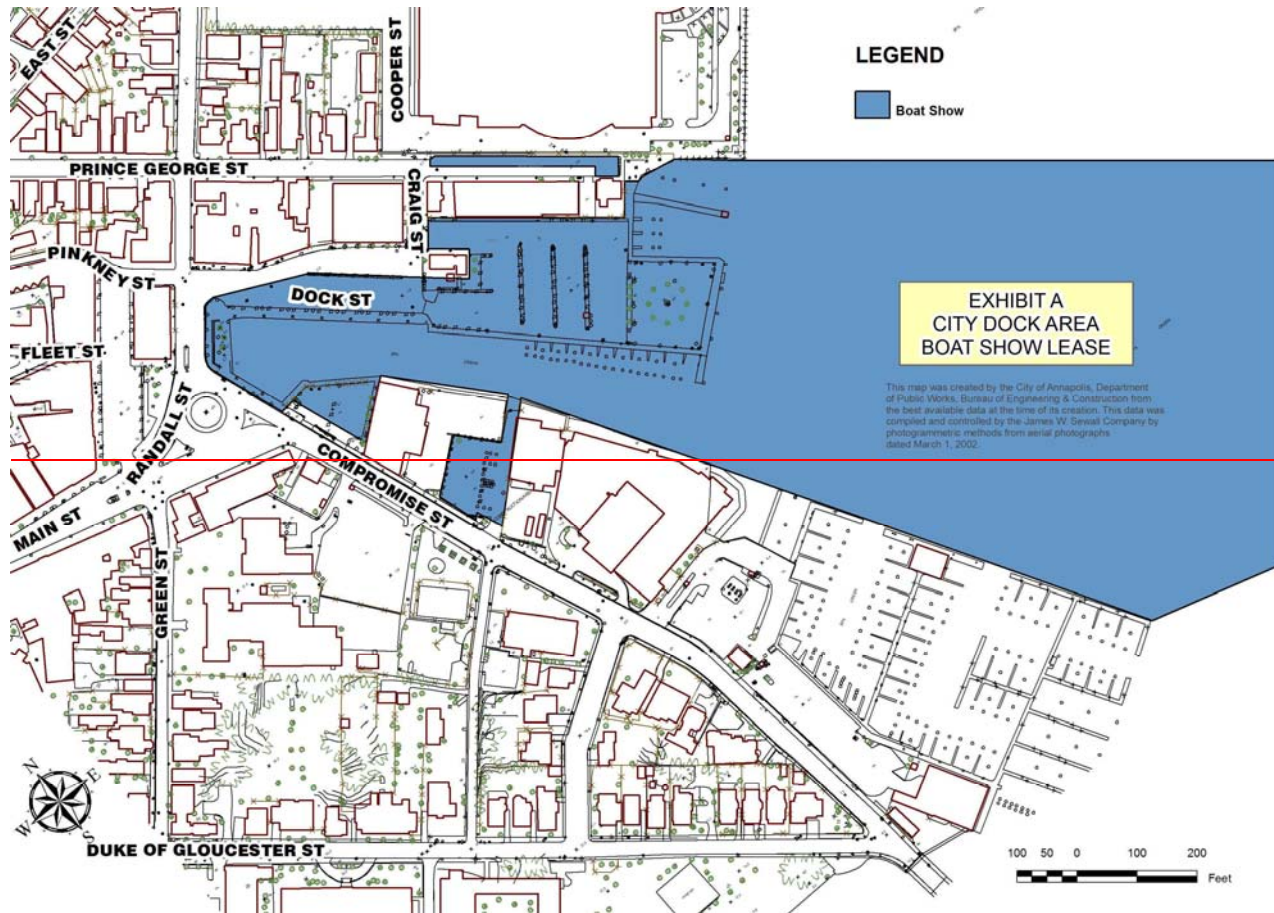 EAST ST
COOPER ST
LEGEND
Boat Show
PRINCE GEORGE ST
CRAIG ST
PINKNEY ST
DOCK ST
EXHIBIT A
CITY DOCK AREA
BOAT SHOW LEASE
FLEET ST
This map was created by the City of Annapolis, Department
of Public Works, Bureau of Engineering & Construction from
the best available data at the time of its creation. This data was
compiled and controlled by the James W. Sewall Company by
photogrammetric methods from aerial photographs
dated March 1, 2002.
RANDALL ST
COMPROMISE ST
MAIN ST
GREEN ST
N
E
W
S
DUKE OF GLOUCESTER ST
100 50 0 100 200
Feet